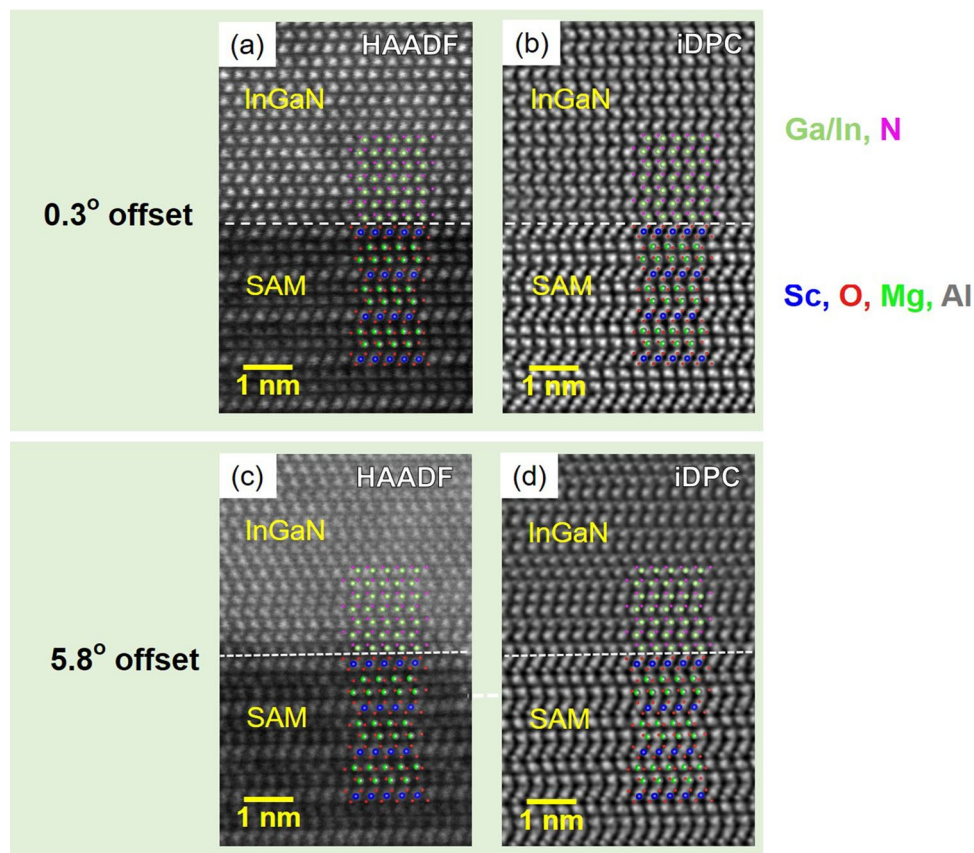 (a) HAADF
InGaN
SAM
1 nm
(b) iDPC
InGaN
SAM
1 nm
0.3° offset
Ga/In, N
Sc, O, Mg, Al
(c) HAADF
InGaN
SAM
1 nm
(d) iDPC
InGaN
SAM
1 nm
5.8° offset